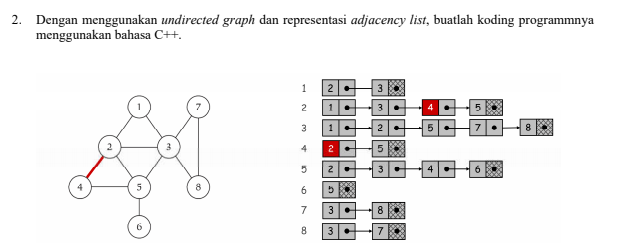 2. Dengan menggunakan undirected graph dan representasi adjacency list, buatlah koding programmnya
menggunakan bahasa C++.
1 7
2 3
4 5 8
6
1 2 3
2 1 3 4 5
3 1 2 5 7 8
4 2 5
5 2 3 4 6
6 5
7 3 8
8 3 7